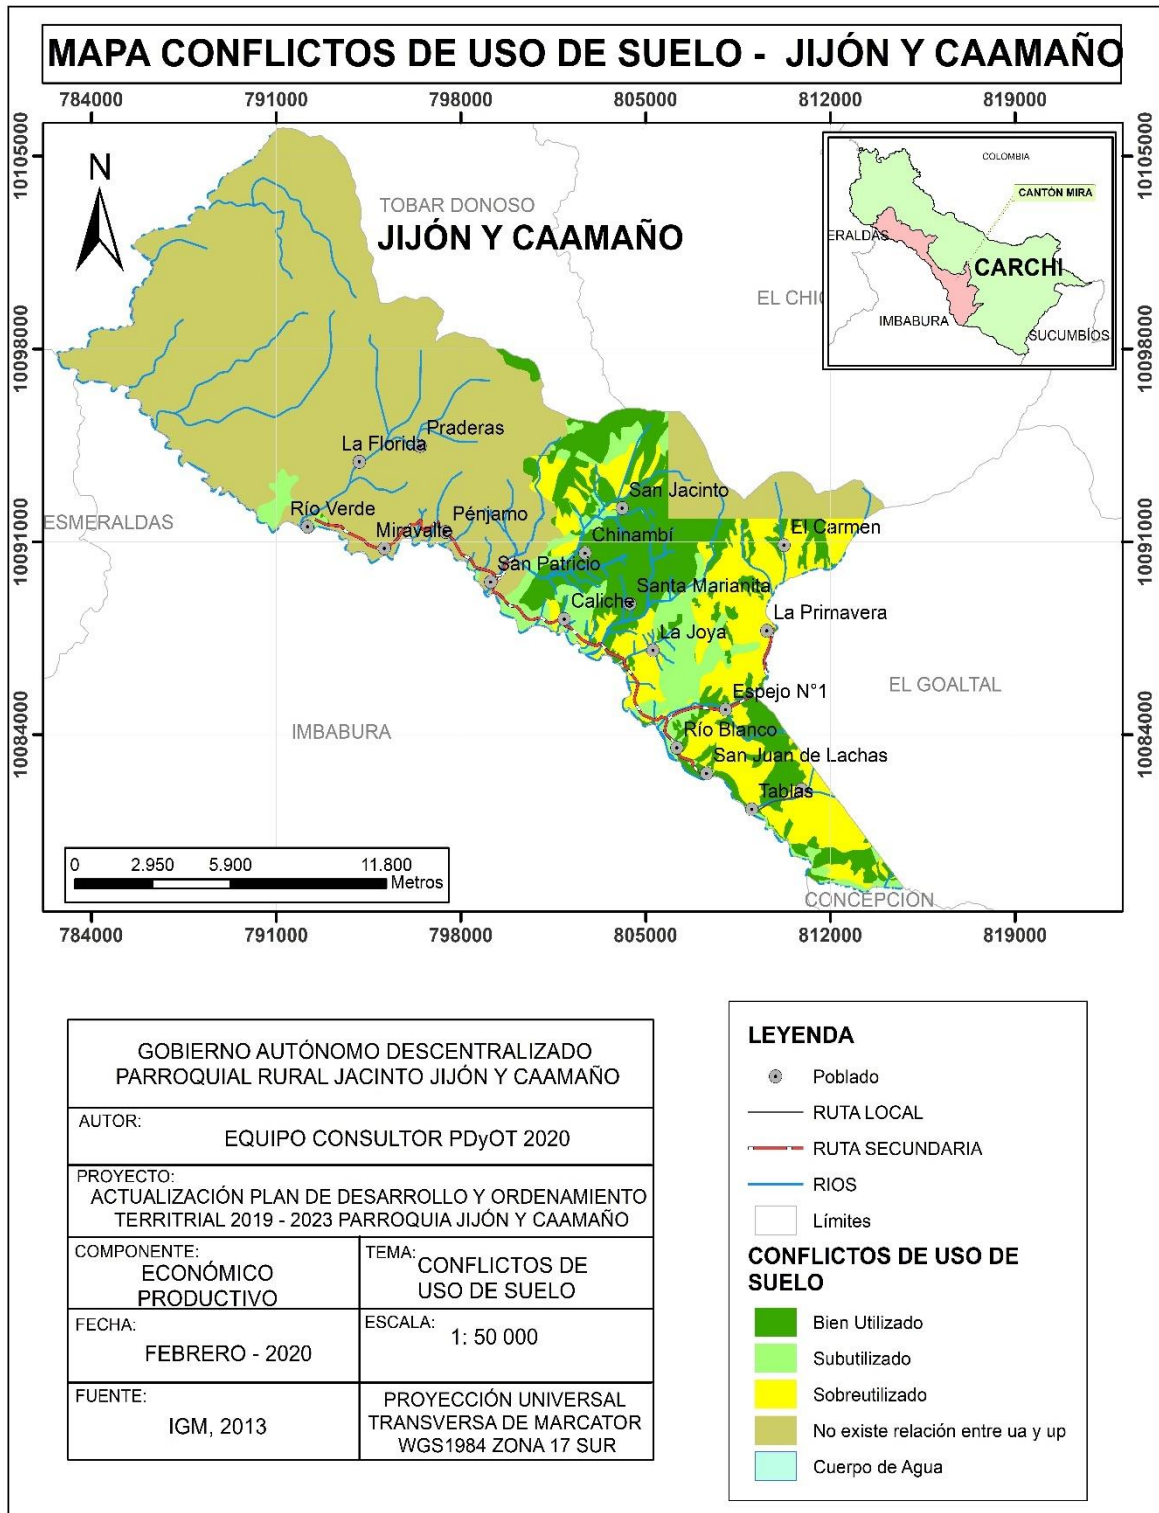 MAPA CONFLICTOS DE USO DE SUELO - JIJÓN Y CAAMAÑO
784000 791000 798000 805000 812000 819000
10105000
10105000
N
TOBAR DONOSO
JIJÓN Y CAAMAÑO
COLOMBIA
CANTÓN MIRA
ERALDAS
CARCHI
IMBABURA
SUCUMBÍOS
EL CHIC
10098000
10098000
Praderas
La Florida
San Jacinto
Río Verde
Pénjamo
ESMERALDAS
Miravalle
Chinambí
El Carmen
10091000
10091000
San Patricio
Santa Marianita
Caliche
La Primavera
La Joya
EL GOALTAL
Espejo N°1
IMBABURA
Río Blanco
10084000
10084000
San Juan de Lachas
Tablas
0 2.950 5.900 11.800
Metros
CONCEPCION
784000 791000 798000 805000 812000 819000
GOBIERNO AUTÓNOMO DESCENTRALIZADO
PARROQUIAL RURAL JACINTO JIJÓN Y CAAMAÑO
AUTOR:
EQUIPO CONSULTOR PDyOT 2020
PROYECTO:
ACTUALIZACIÓN PLAN DE DESARROLLO Y ORDENAMIENTO
TERRITRIAL 2019 - 2023 PARROQUIA JIJÓN Y CAAMAÑO
COMPONENTE:
ECONÓMICO
PRODUCTIVO
TEMA:
CONFLICTOS DE
USO DE SUELO
FECHA:
FEBRERO - 2020
ESCALA:
1: 50 000
FUENTE:
IGM, 2013
PROYECCIÓN UNIVERSAL
TRANSVERSA DE MARCATOR
WGS1984 ZONA 17 SUR
LEYENDA
Poblado
RUTA LOCAL
RUTA SECUNDARIA
RIOS
Límites
CONFLICTOS DE USO DE
SUELO
Bien Utilizado
Subutilizado
Sobreutilizado
No existe relación entre ua y up
Cuerpo de Agua